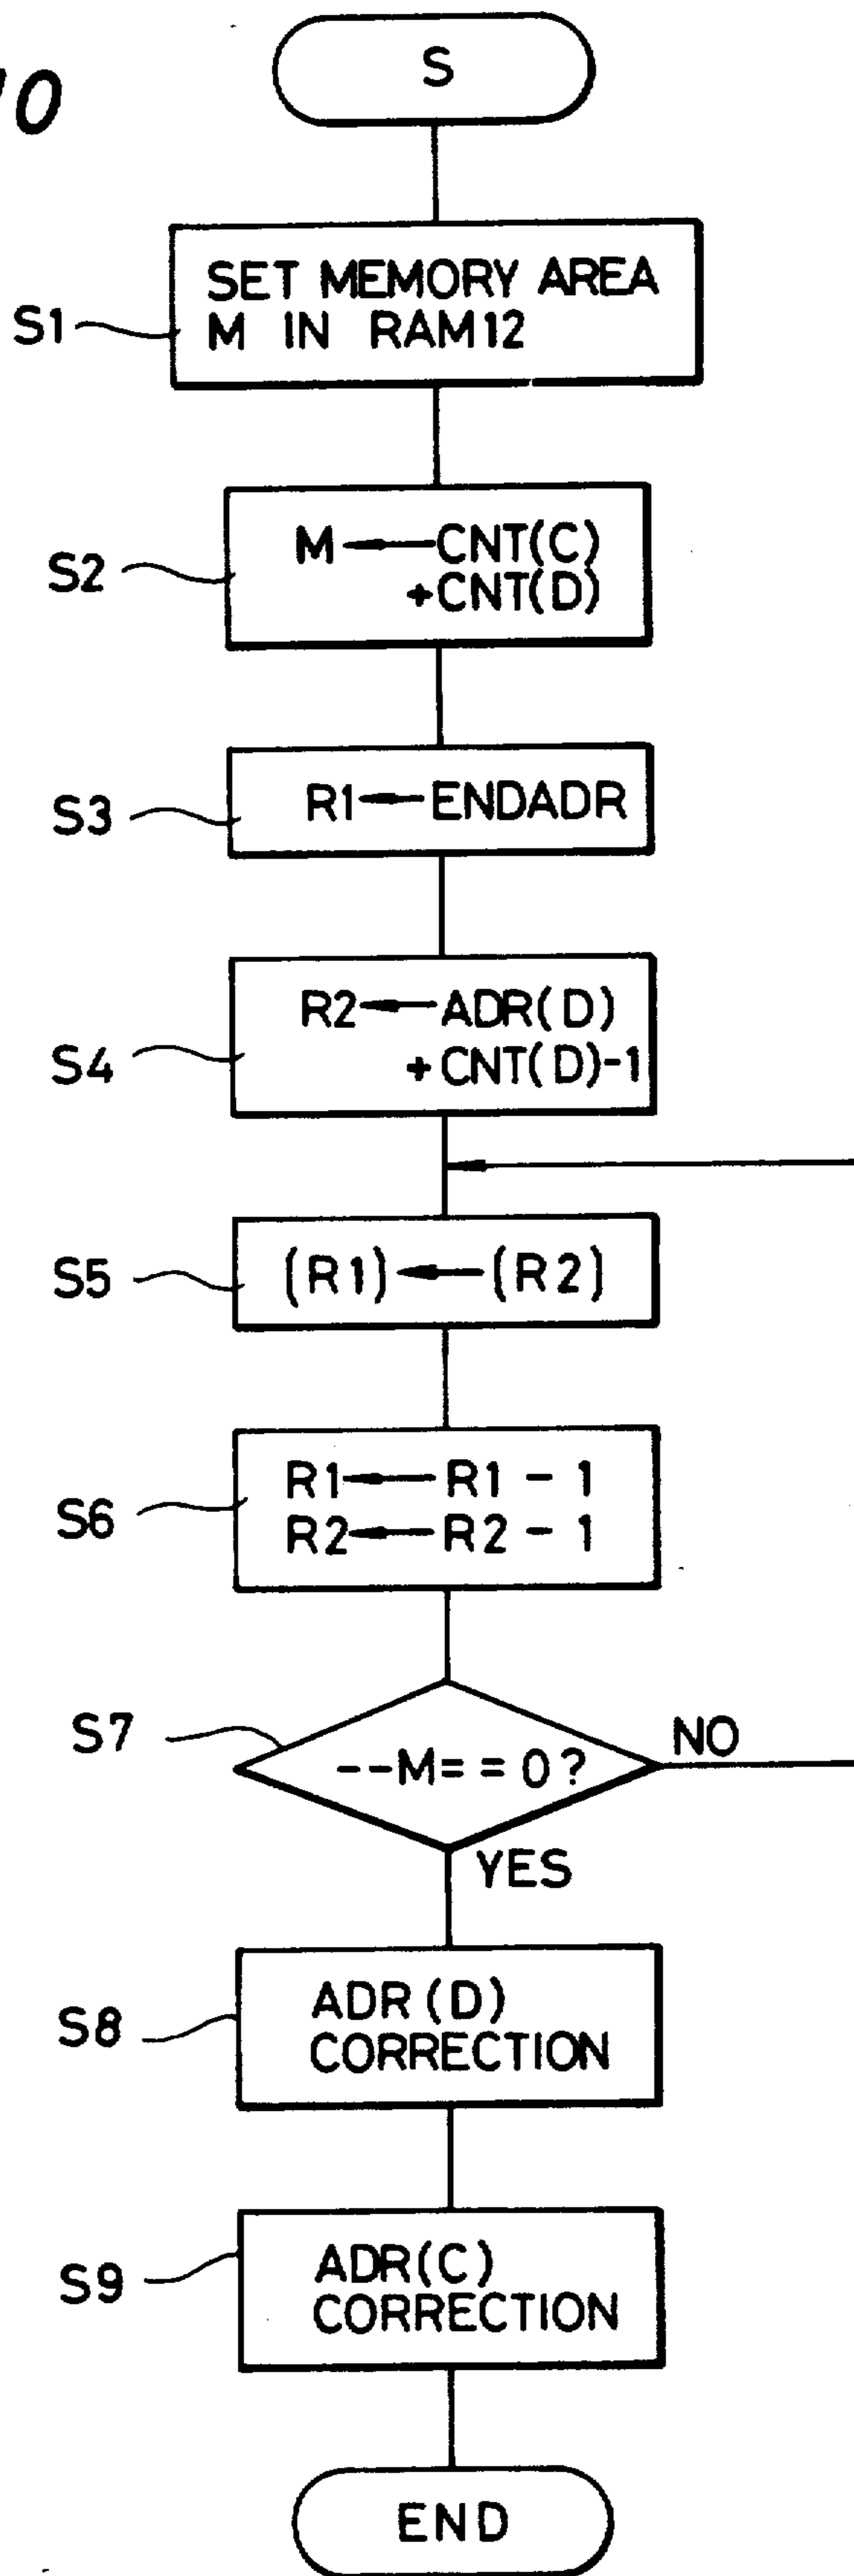 10
S
SET MEMORY AREA
M IN RAM12
S1
M ← CNT(C)
+CNT(D)
S2
R1 ← ENDADR
S3
R2 ← ADR(D)
+CNT(D)-1
S4
(R1) ← (R2)
S5
R1 ← R1 - 1
R2 ← R2 - 1
S6
S7
--M==0?
NO
YES
ADR(D)
CORRECTION
S8
ADR(C)
CORRECTION
S9
END